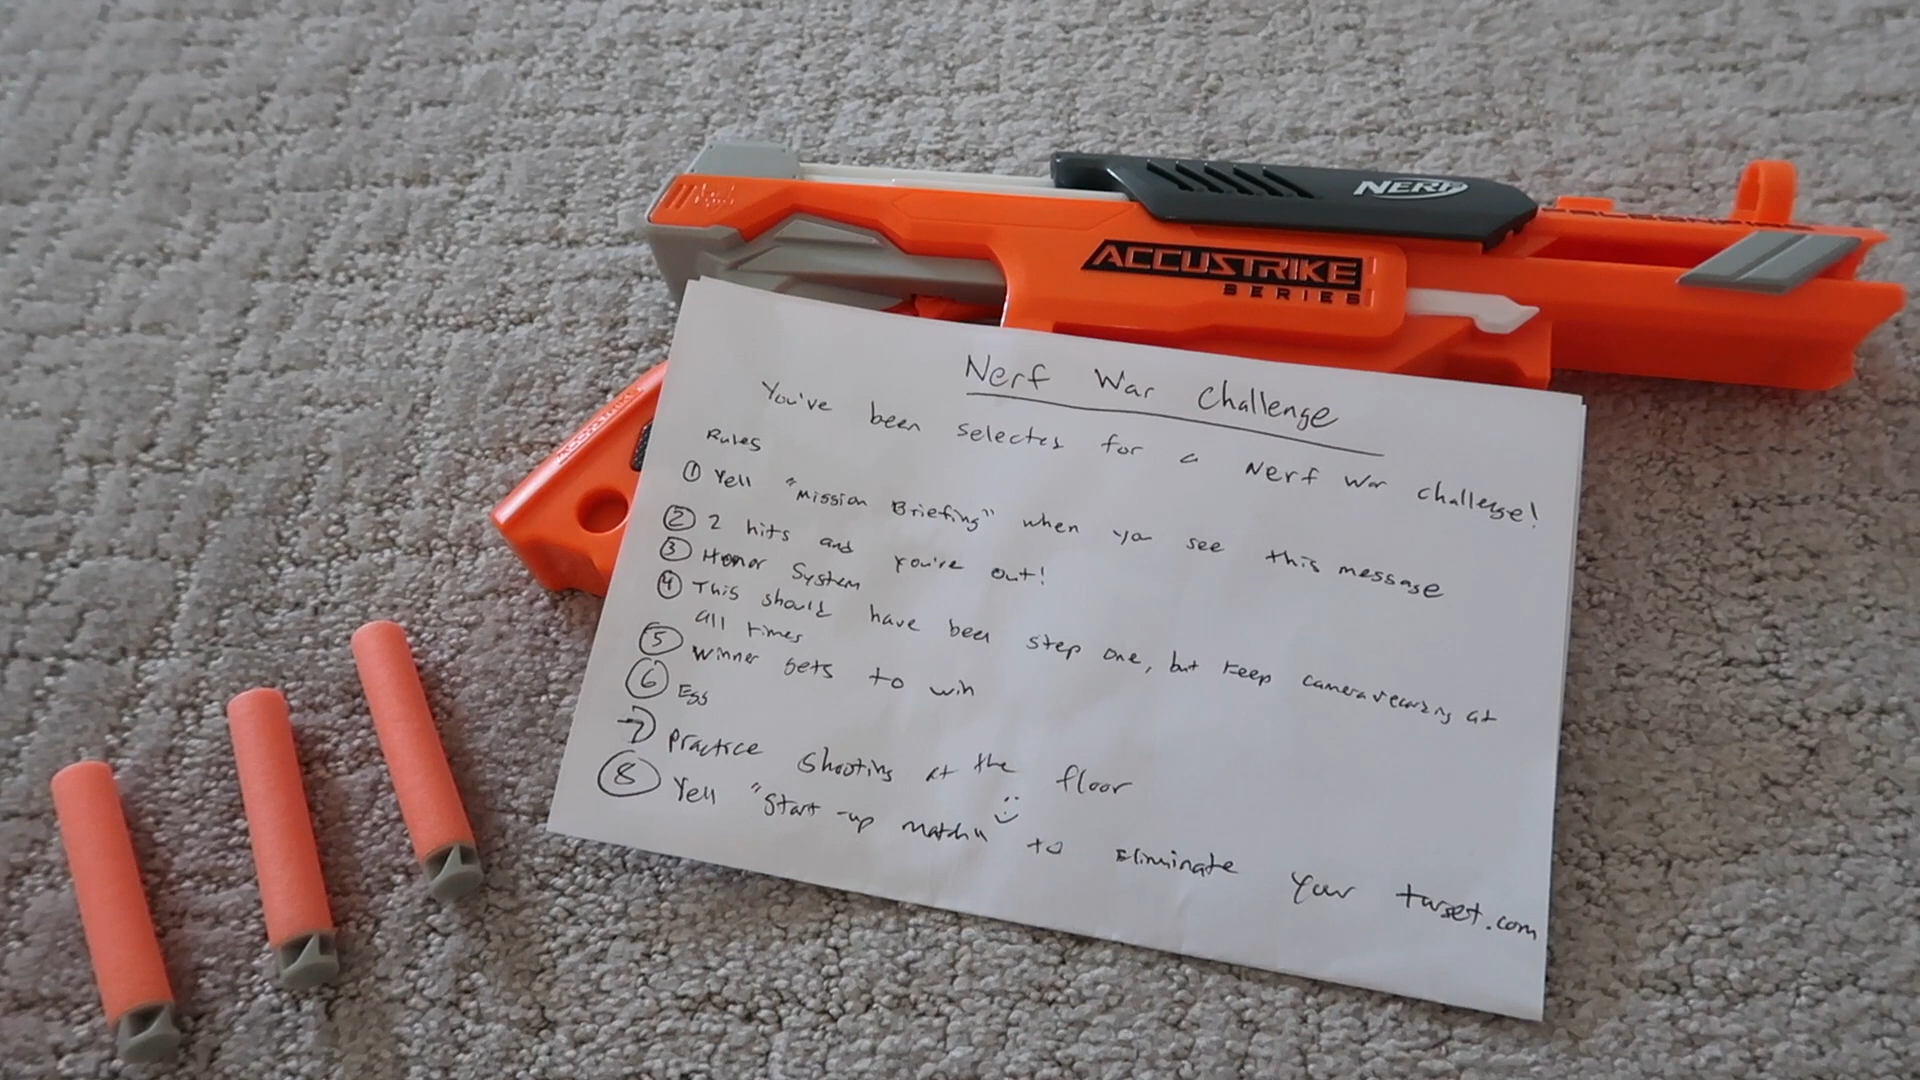 NERF
ACCUSTRIKE
SERIES
Nerf War Challenge
You've been selected for a Nerf War Challenge!
Rules
① Yell "Mission Briefing" when you see this message
② 2 hits and you're out!
③ Honor System
④ This should have been step one, but keep camera recording at
all times
⑤ Winner gets to win
⑥ Egg
7 Practice shooting at the floor
⑧ Yell "Start-up match" to Eliminate your target.com